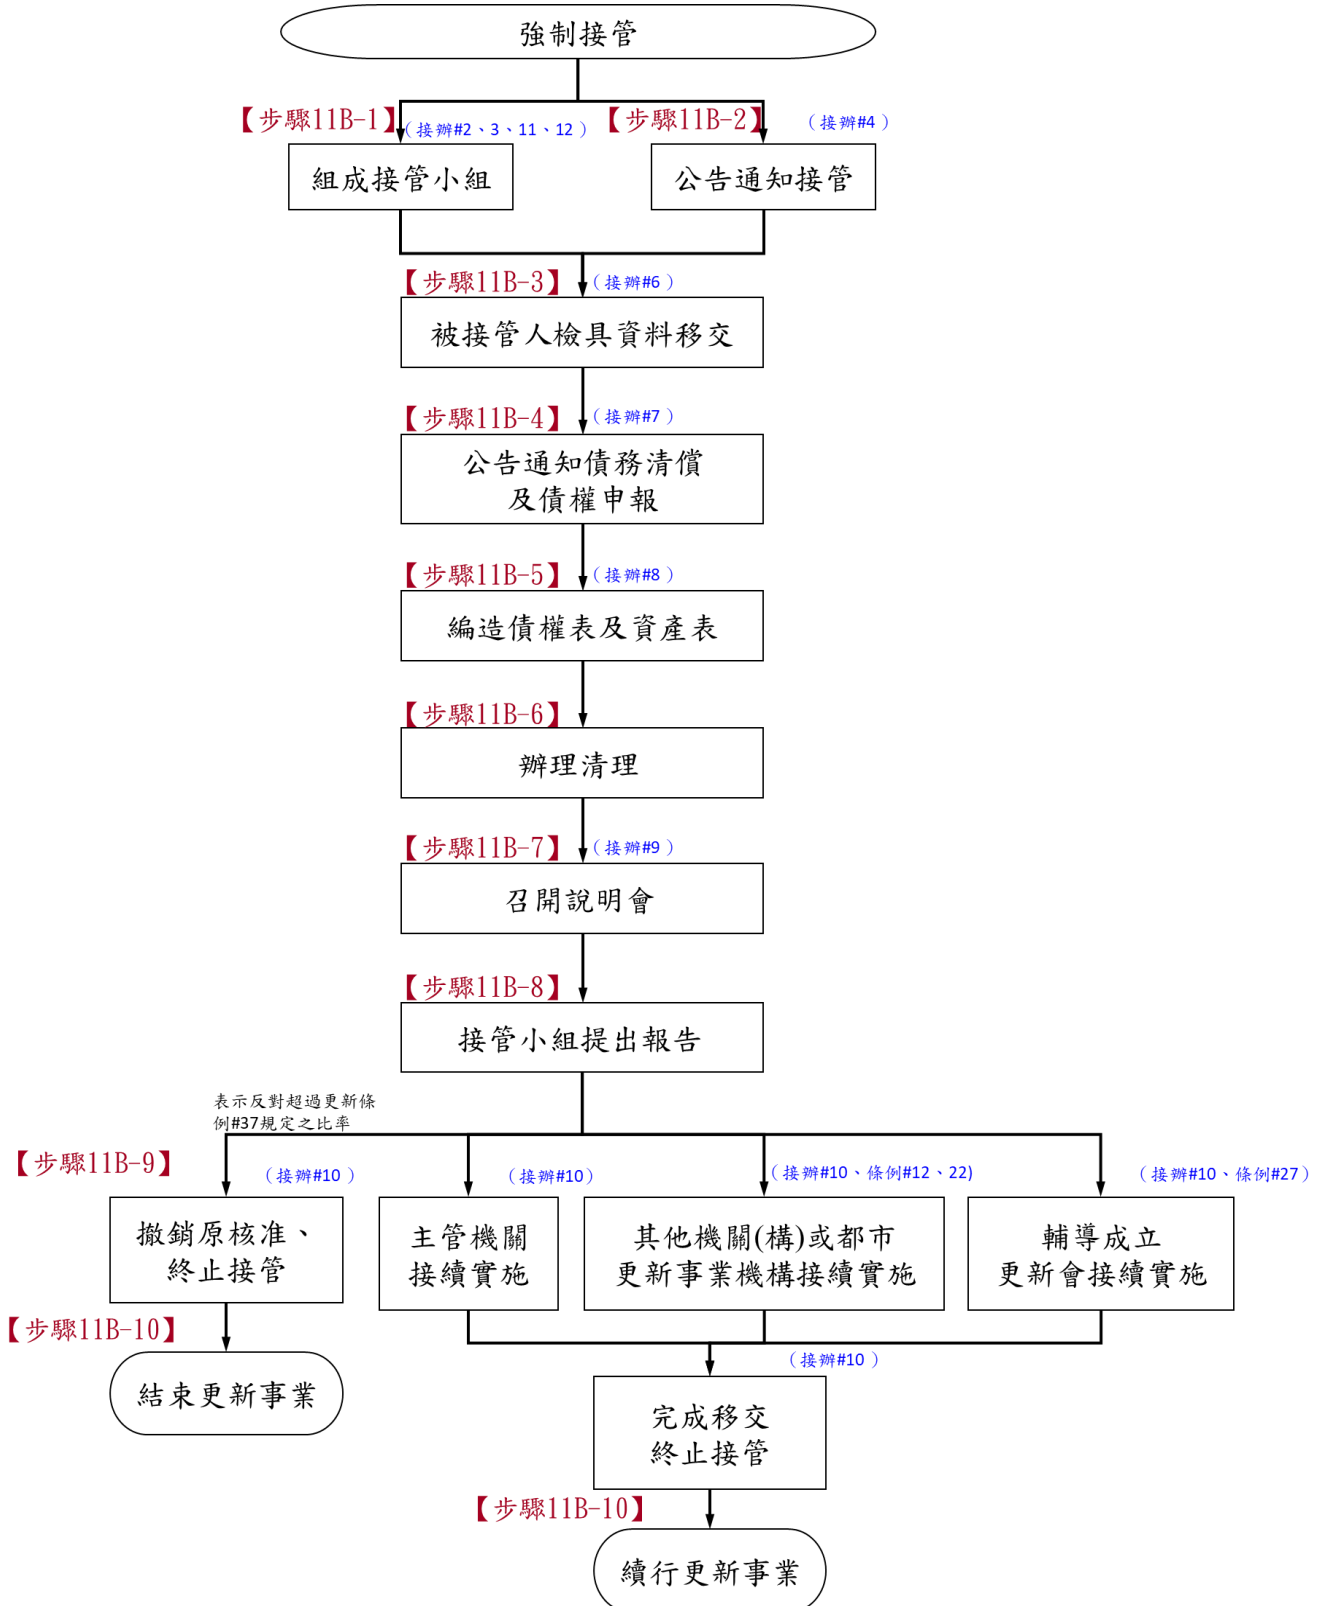 強制接管
【步驟11B-1】
(接辦#2、3、11、12)
【步驟11B-2】
(接辦#4)
組成接管小組
公告通知接管
【步驟11B-3】
(接辦#6)
被接管人檢具資料移交
【步驟11B-4】
(接辦#7)
公告通知債務清償
及債權申報
【步驟11B-5】
(接辦#8)
編造債權表及資產表
【步驟11B-6】
辦理清理
【步驟11B-7】
(接辦#9)
召開說明會
【步驟11B-8】
接管小組提出報告
表示反對超過更新條
例#37規定之比率
【步驟11B-9】
(接辦#10)
(接辦#10)
(接辦#10、條例#12、22)
(接辦#10、條例#27)
撤銷原核准、
終止接管
主管機關
接續實施
其他機關(構)或都市
更新事業機構接續實施
輔導成立
更新會接續實施
【步驟11B-10】
結束更新事業
(接辦#10)
完成移交
終止接管
【步驟11B-10】
續行更新事業